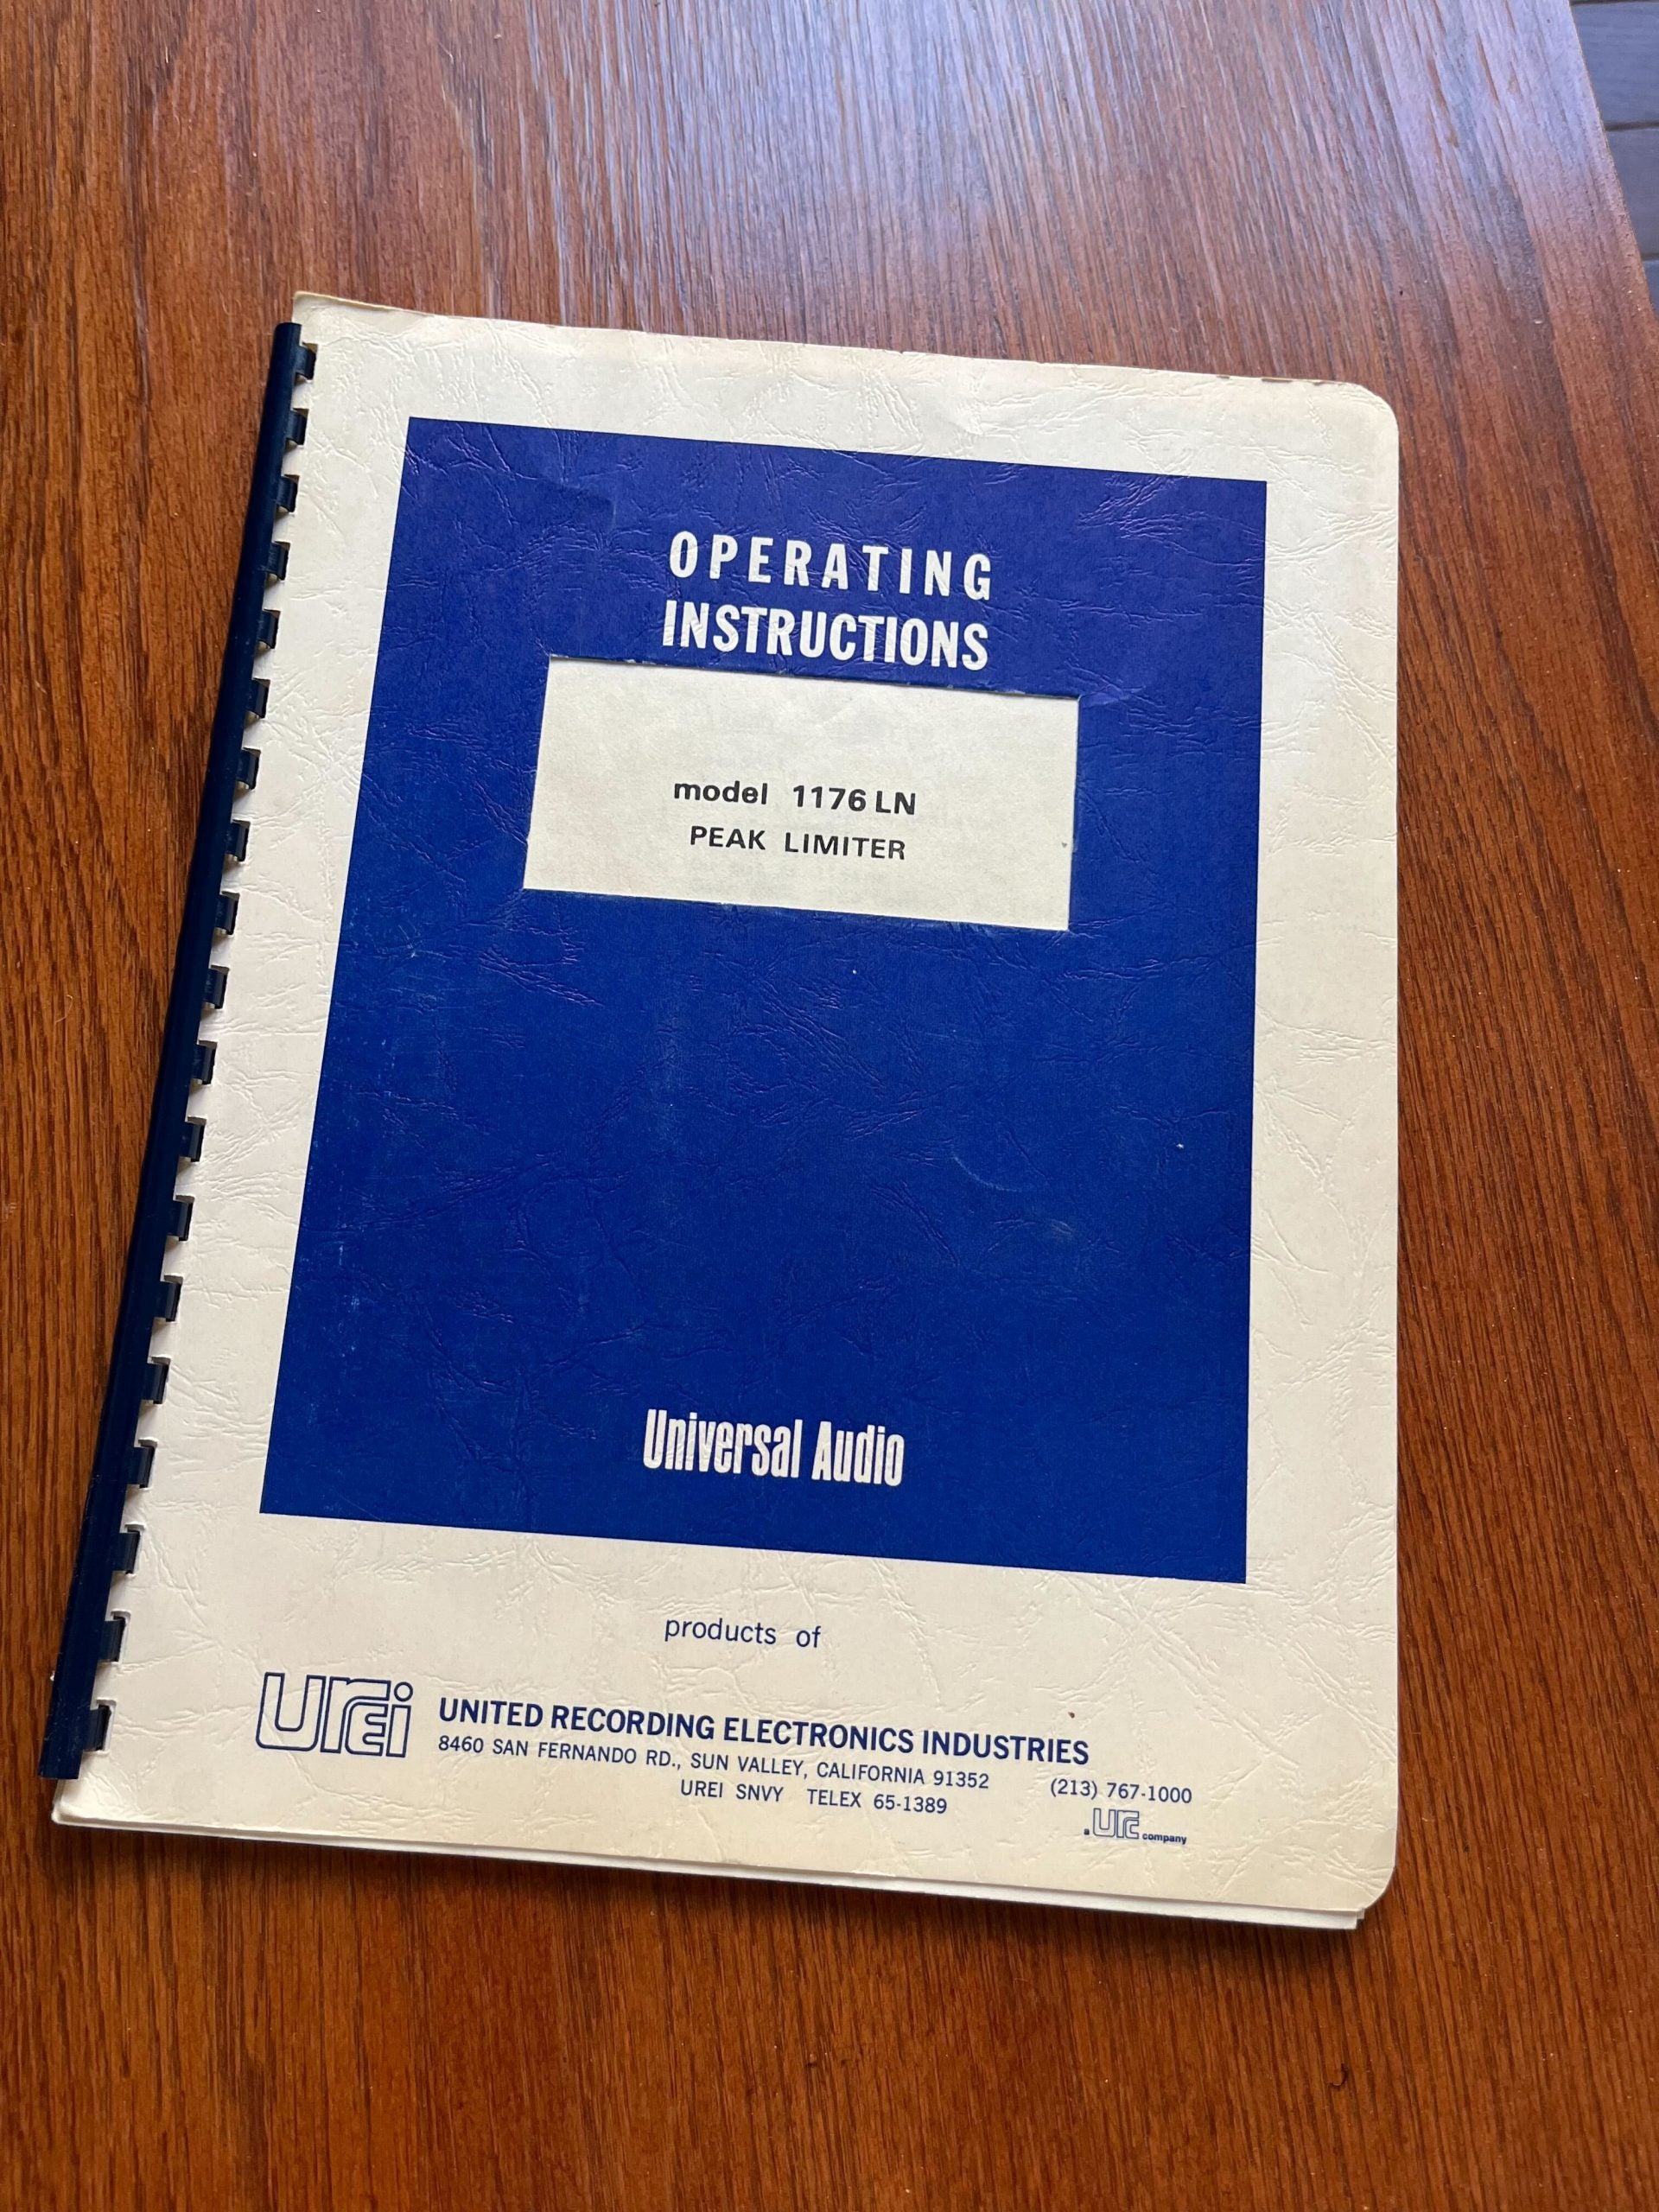 OPERATING
INSTRUCTIONS
model 1176 LN
PEAK LIMITER
Universal Audio
products of
urei
UNITED RECORDING ELECTRONICS INDUSTRIES
8460 SAN FERNANDO RD., SUN VALLEY, CALIFORNIA 91352 (213) 767-1000
UREI SNVY TELEX 65-1389
a urc company